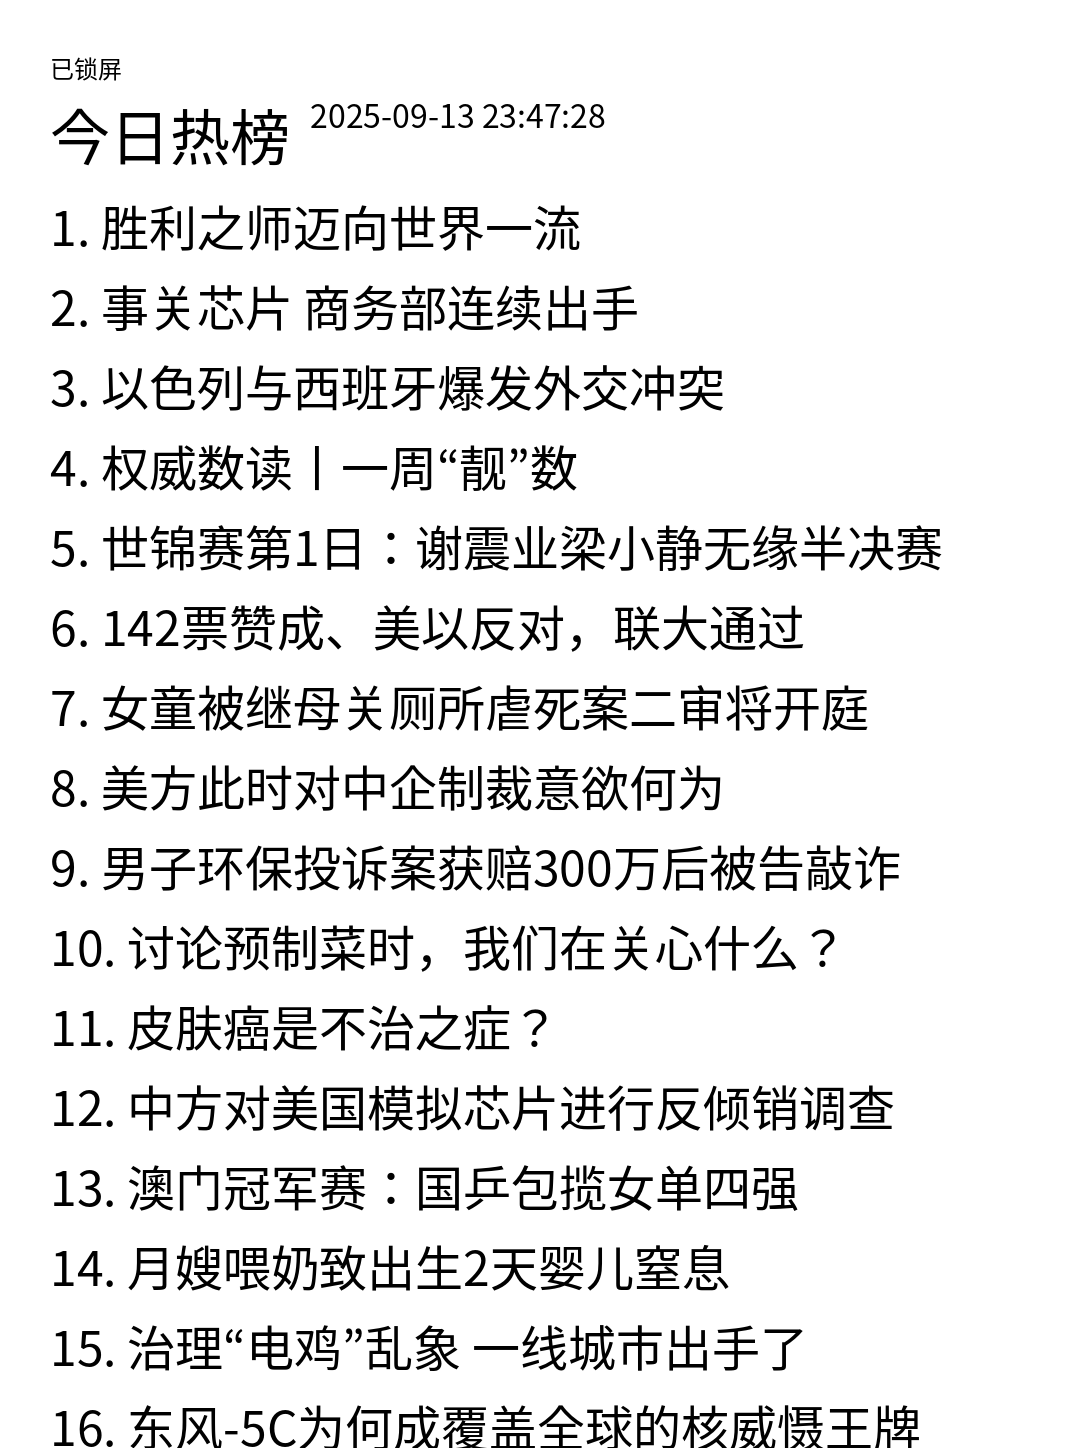 已锁屏
今日热榜 2025-09-13 23:47:28
1. 胜利之师迈向世界一流
2. 事关芯片 商务部连续出手
3. 以色列与西班牙爆发外交冲突
4. 权威数读丨一周“靓”数
5. 世锦赛第1日：谢震业梁小静无缘半决赛
6. 142票赞成、美以反对，联大通过
7. 女童被继母关厕所虐死案二审将开庭
8. 美方此时对中企制裁意欲何为
9. 男子环保投诉案获赔300万后被告敲诈
10. 讨论预制菜时，我们在关心什么？
11. 皮肤癌是不治之症？
12. 中方对美国模拟芯片进行反倾销调查
13. 澳门冠军赛：国乒包揽女单四强
14. 月嫂喂奶致出生2天婴儿窒息
15. 治理“电鸡”乱象 一线城市出手了
16. 东风-5C为何成覆盖全球的核威慑王牌